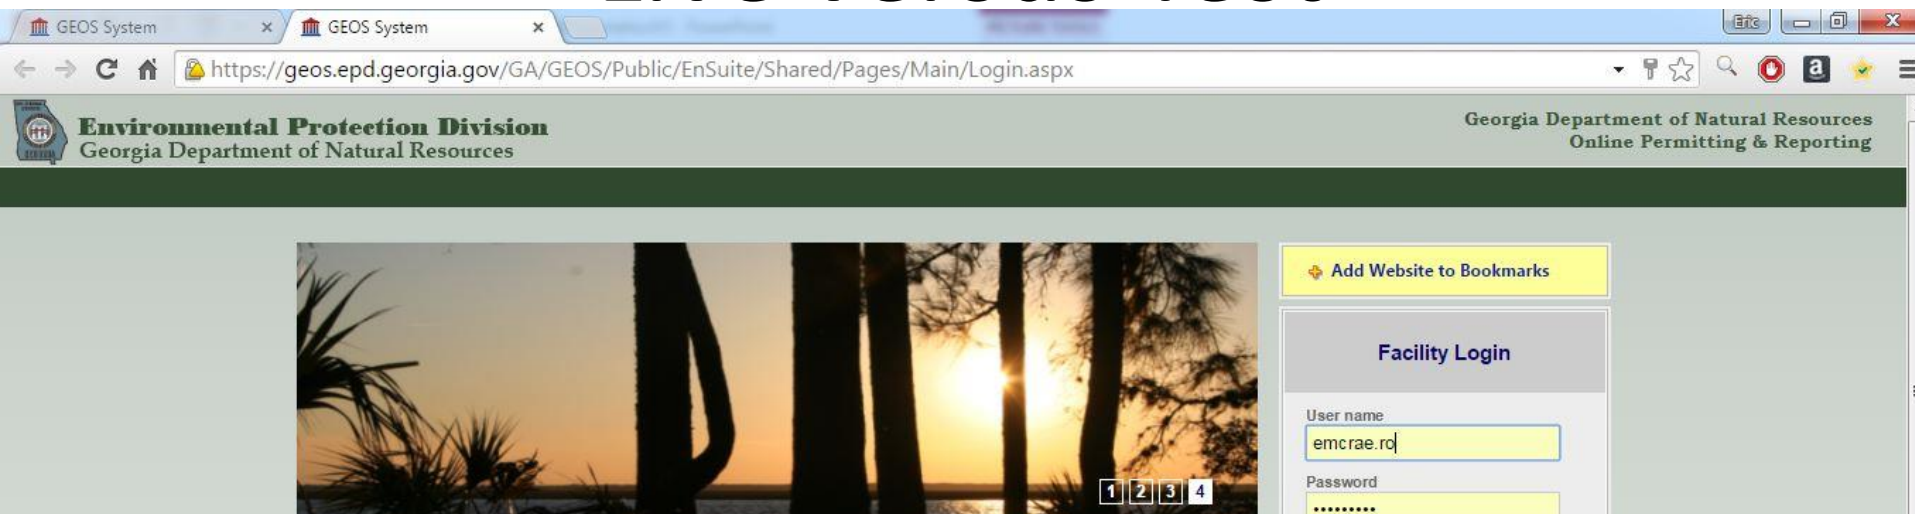 GEOS System
GEOS System
Eric
https://geos.epd.georgia.gov/GA/GEOS/Public/EnSuite/Shared/Pages/Main/Login.aspx
Environmental Protection Division
Georgia Department of Natural Resources
Georgia Department of Natural Resources
Online Permitting & Reporting
Add Website to Bookmarks
Facility Login
User name
emcrae.ro
Password
•••••••••
1 2 3 4